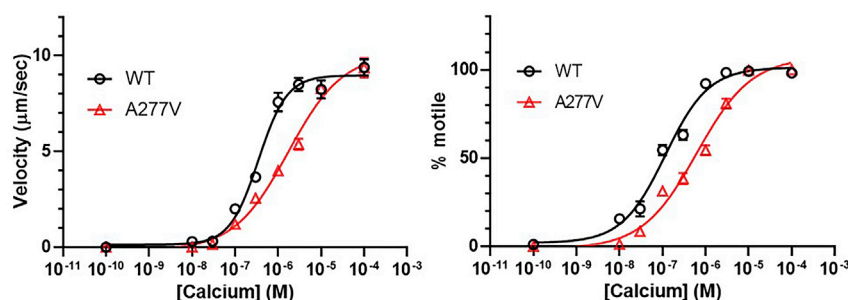 Velocity (μm/sec)
10
5
0
WT
A277V
10⁻¹¹ 10⁻¹⁰ 10⁻⁹ 10⁻⁸ 10⁻⁷ 10⁻⁶ 10⁻⁵ 10⁻⁴ 10⁻³
[Calcium] (M)
% motile
100
50
0
WT
A277V
10⁻¹¹ 10⁻¹⁰ 10⁻⁹ 10⁻⁸ 10⁻⁷ 10⁻⁶ 10⁻⁵ 10⁻⁴ 10⁻³
[Calcium] (M)